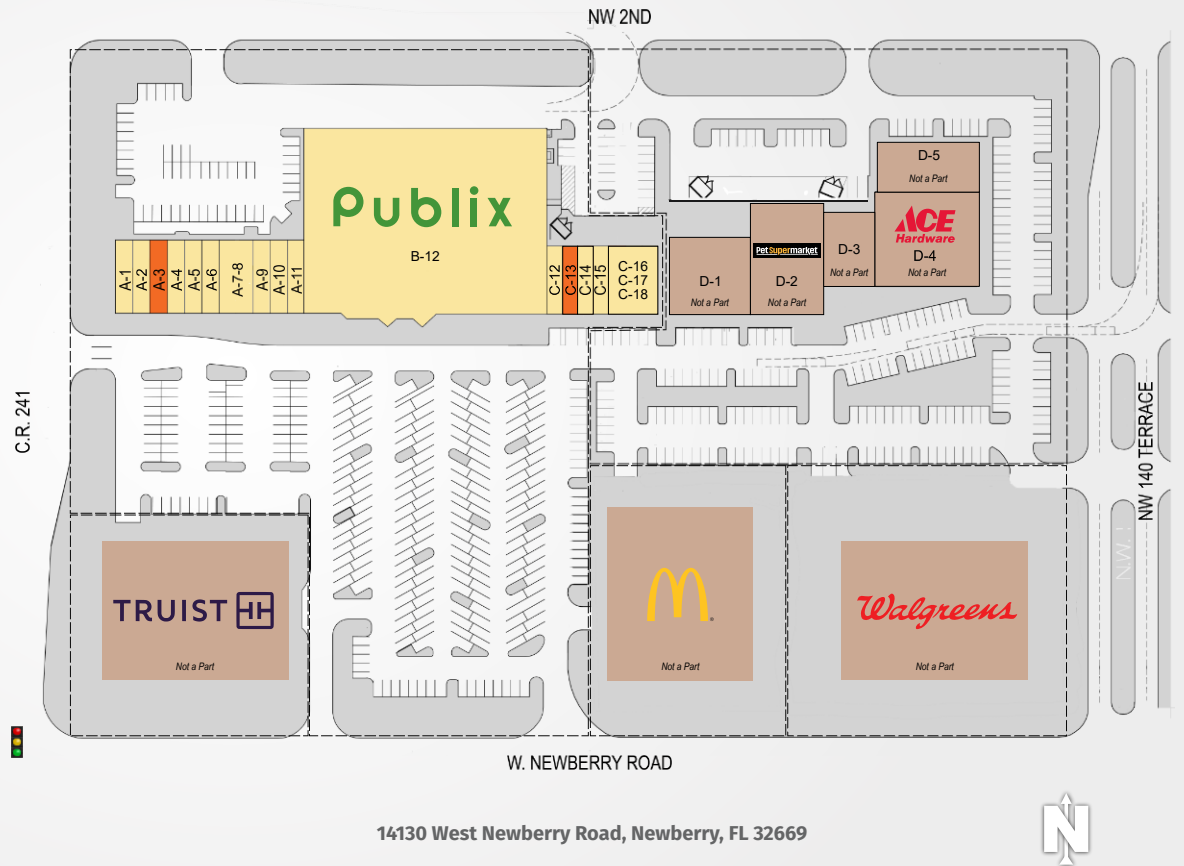 NW 2ND
Publix
B-12
A-1
A-2
A-3
A-4
A-5
A-6
A-7-8
A-9
A-10
A-11
C-12
C-13
C-14
C-15
C-16
C-17
C-18
D-1
Not a Part
PetSupermarket
D-2
Not a Part
D-3
Not a Part
D-5
Not a Part
ACE
Hardware
D-4
Not a Part
C.R. 241
NW 140 TERRACE
N.W. 1
TRUIST
Not a Part
M
Not a Part
Walgreens
Not a Part
W. NEWBERRY ROAD
14130 West Newberry Road, Newberry, FL 32669
N